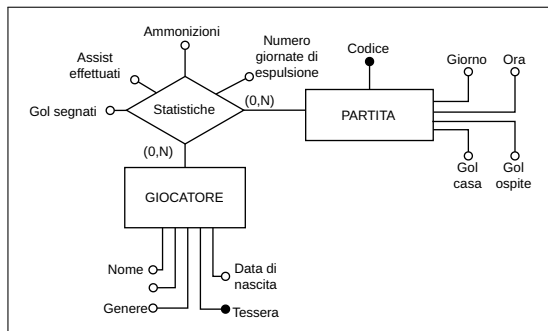 Ammonizioni
Assist
effettuati
Numero
giornate di
espulsione
Codice
Giorno
Ora
Gol segnati
Statistiche
(0,N)
PARTITA
(0,N)
Gol
casa
Gol
ospite
GIOCATORE
Nome
Data di
nascita
Genere
Tessera